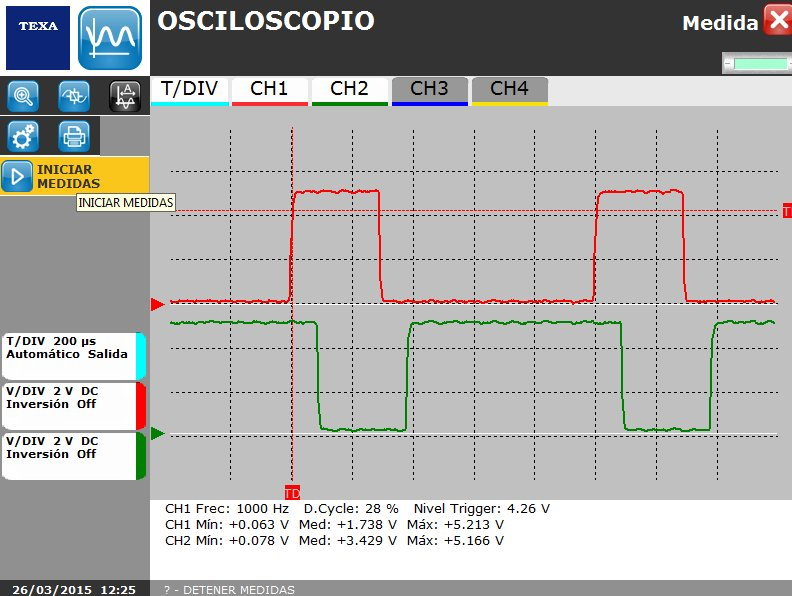 TEXA
OSCILOSCOPIO
Medida
T/DIV CH1 CH2 CH3 CH4
A
INICIAR
MEDIDAS
INICIAR MEDIDAS
T
T/DIV 200 µs
Automático Salida
V/DIV 2 V DC
Inversión Off
V/DIV 2 V DC
Inversión Off
TD
CH1 Frec: 1000 Hz D.Cycle: 28 % Nivel Trigger: 4.26 V
CH1 Mín: +0.063 V Med: +1.738 V Máx: +5.213 V
CH2 Mín: +0.078 V Med: +3.429 V Máx: +5.166 V
26/03/2015 12:25
? - DETENER MEDIDAS